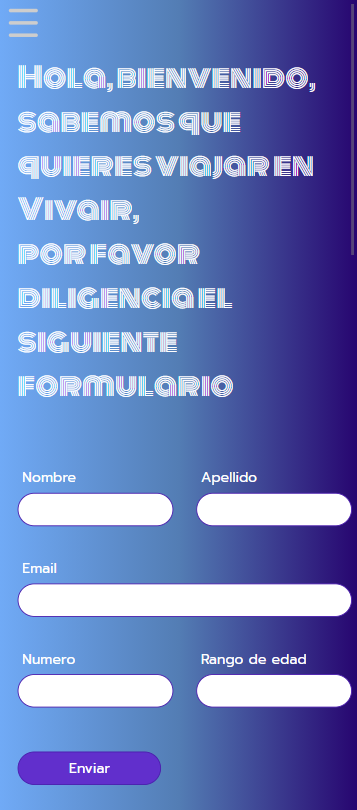 Hola, bienvenido,
sabemos que
quieres viajar en
Vivair,
por favor
diligencia el
siguiente
formulario
Nombre Apellido
Email
Numero Rango de edad
Enviar